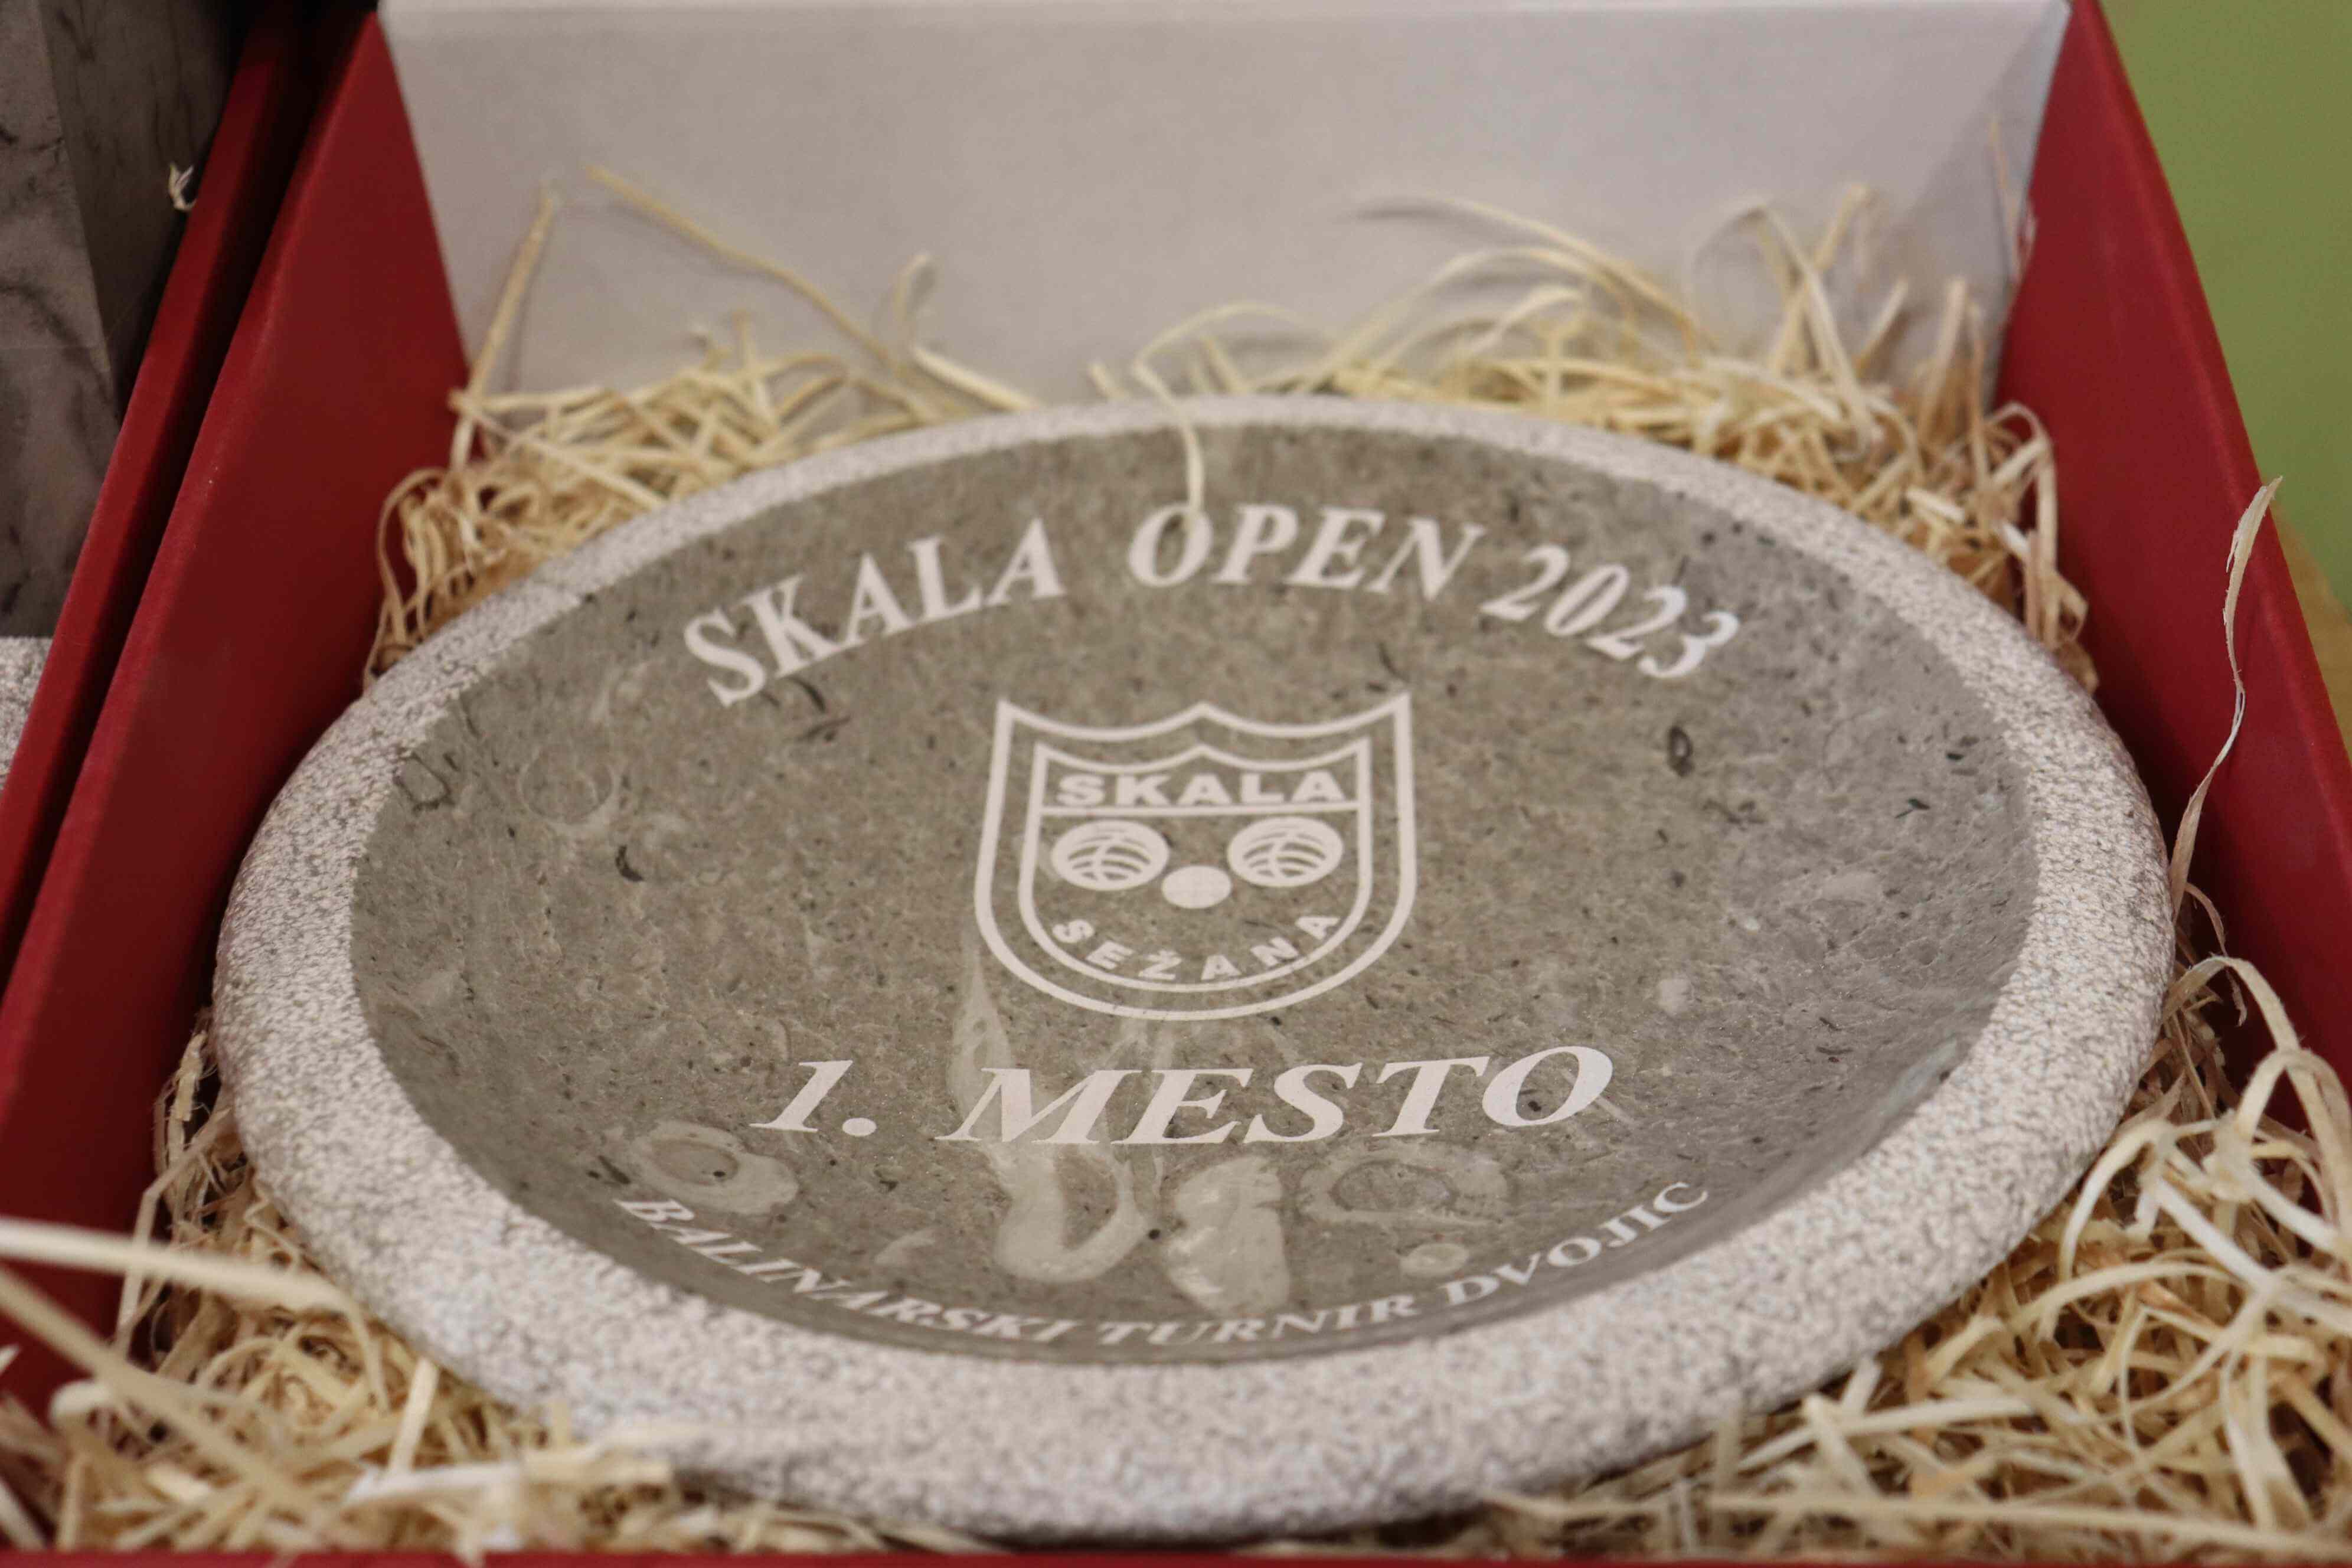 SKALA OPEN 2023
SKALA
SEŽANA
1. MESTO
BALINARSKI TURNIR DVOJIC